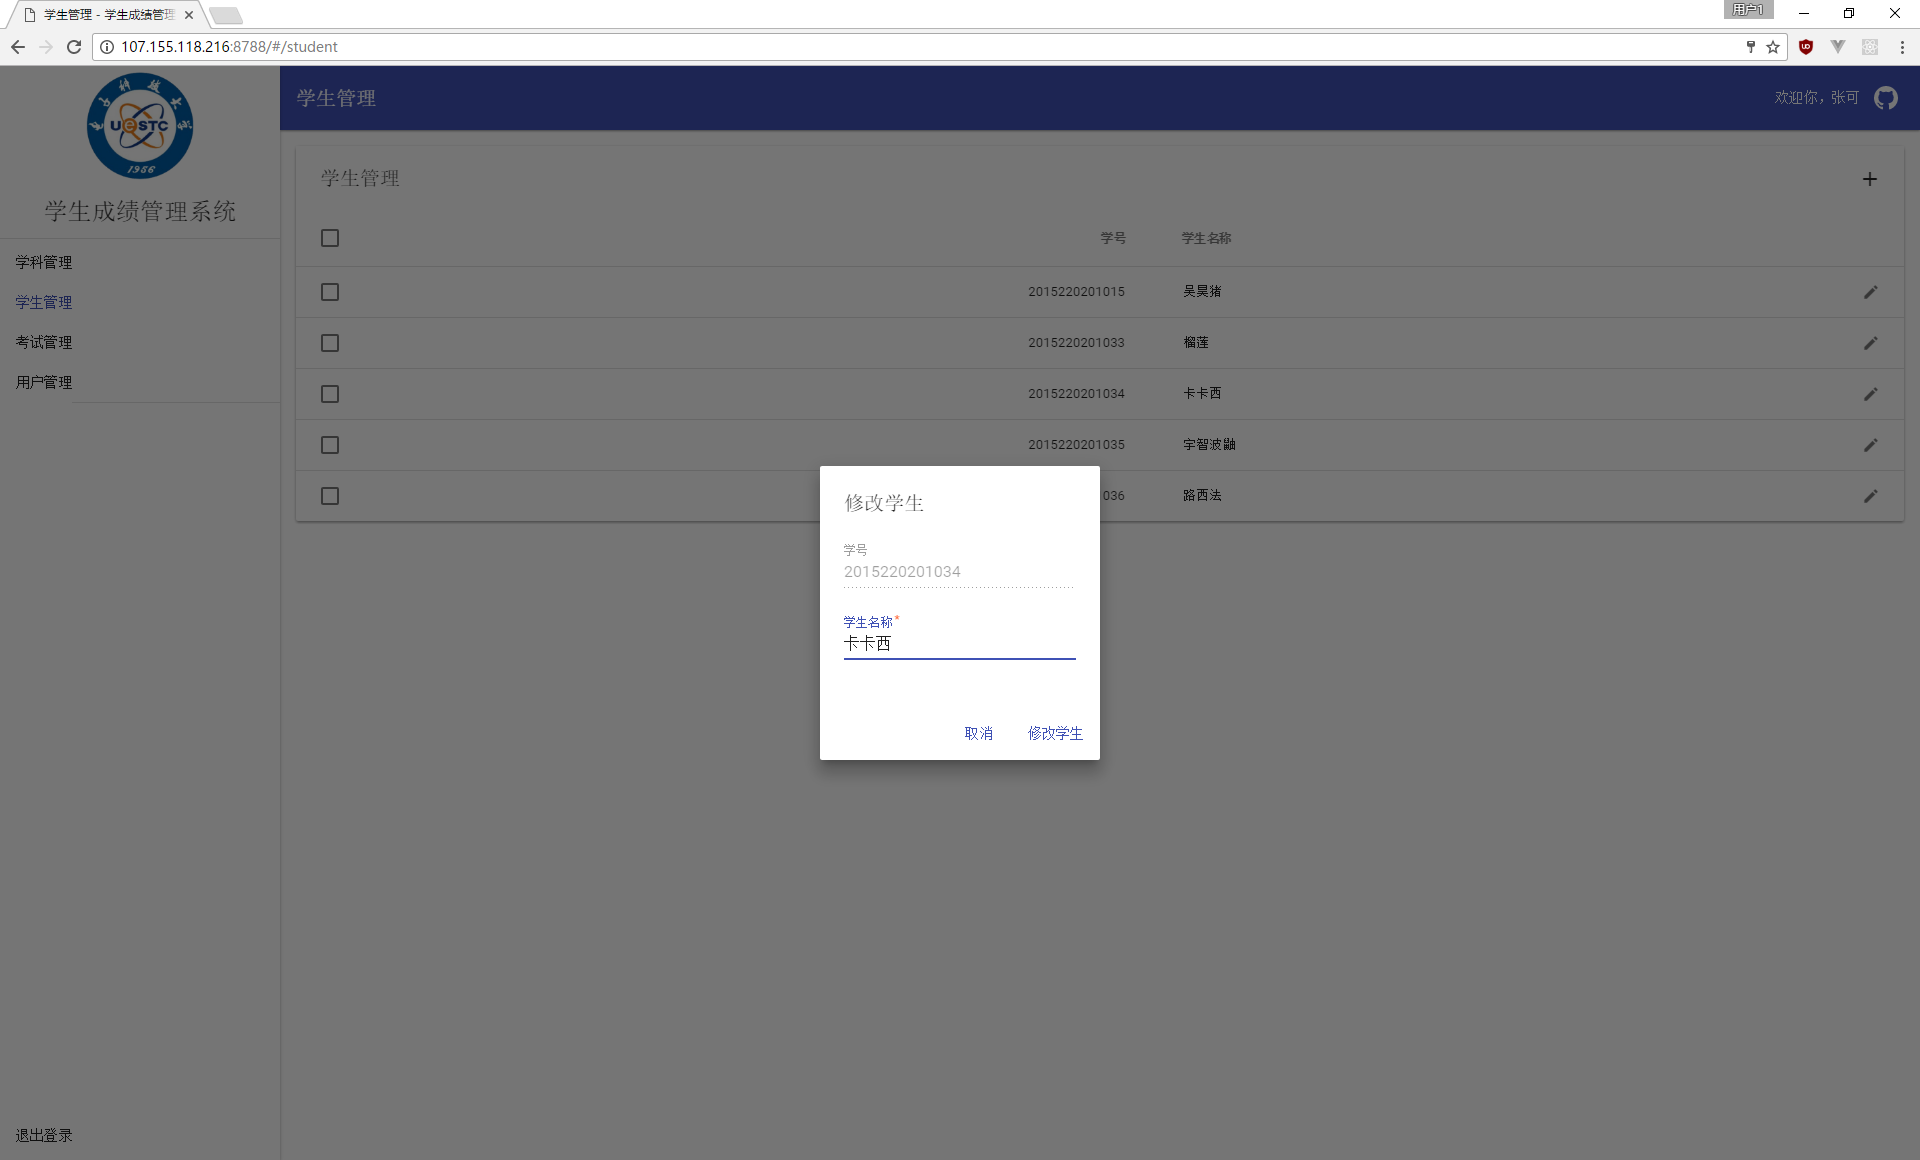 学生管理 - 学生成绩管理
用户1
107.155.118.216:8788/#/student
UESTC
1956
学生成绩管理系统
学科管理
学生管理
考试管理
用户管理
退出登录
学生管理
欢迎你，张可
学生管理
学号 学生名称
2015220201015 吴昊猪
2015220201033 榴莲
2015220201034 卡卡西
2015220201035 宇智波鼬
036 路西法
修改学生
学号
2015220201034
学生名称*
卡卡西
取消 修改学生